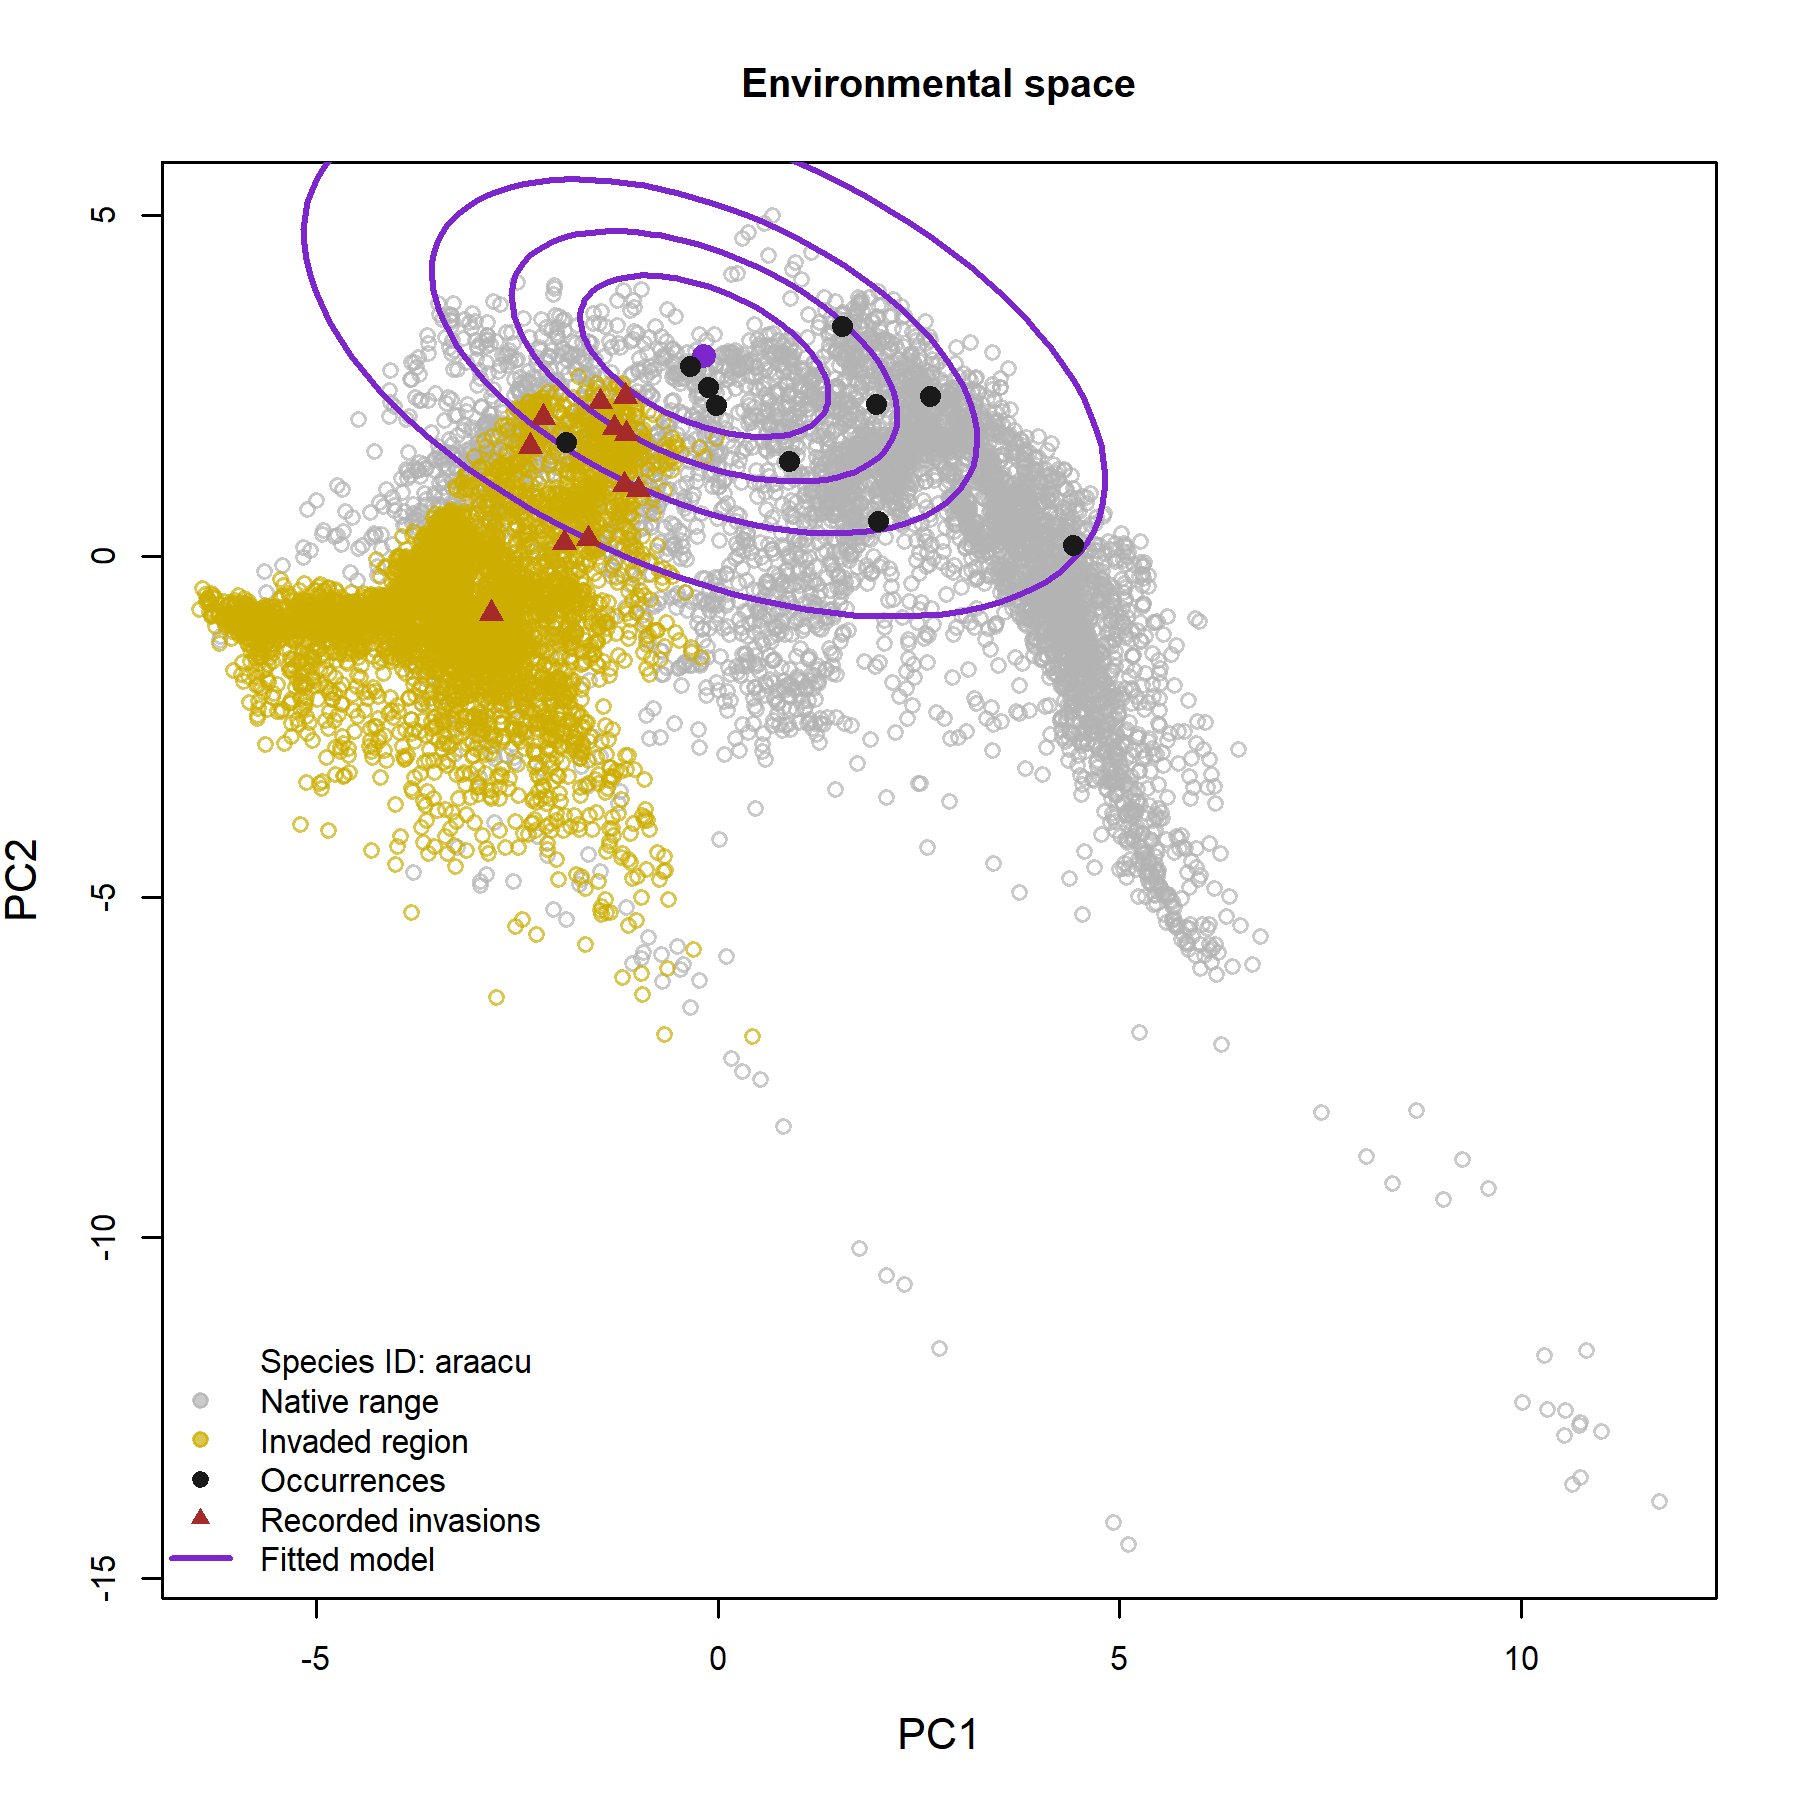 Environmental space
5
0
-5
-10
-15
PC2
Species ID: araacu
Native range
Invaded region
Occurrences
Recorded invasions
Fitted model
-5
0
5
10
PC1